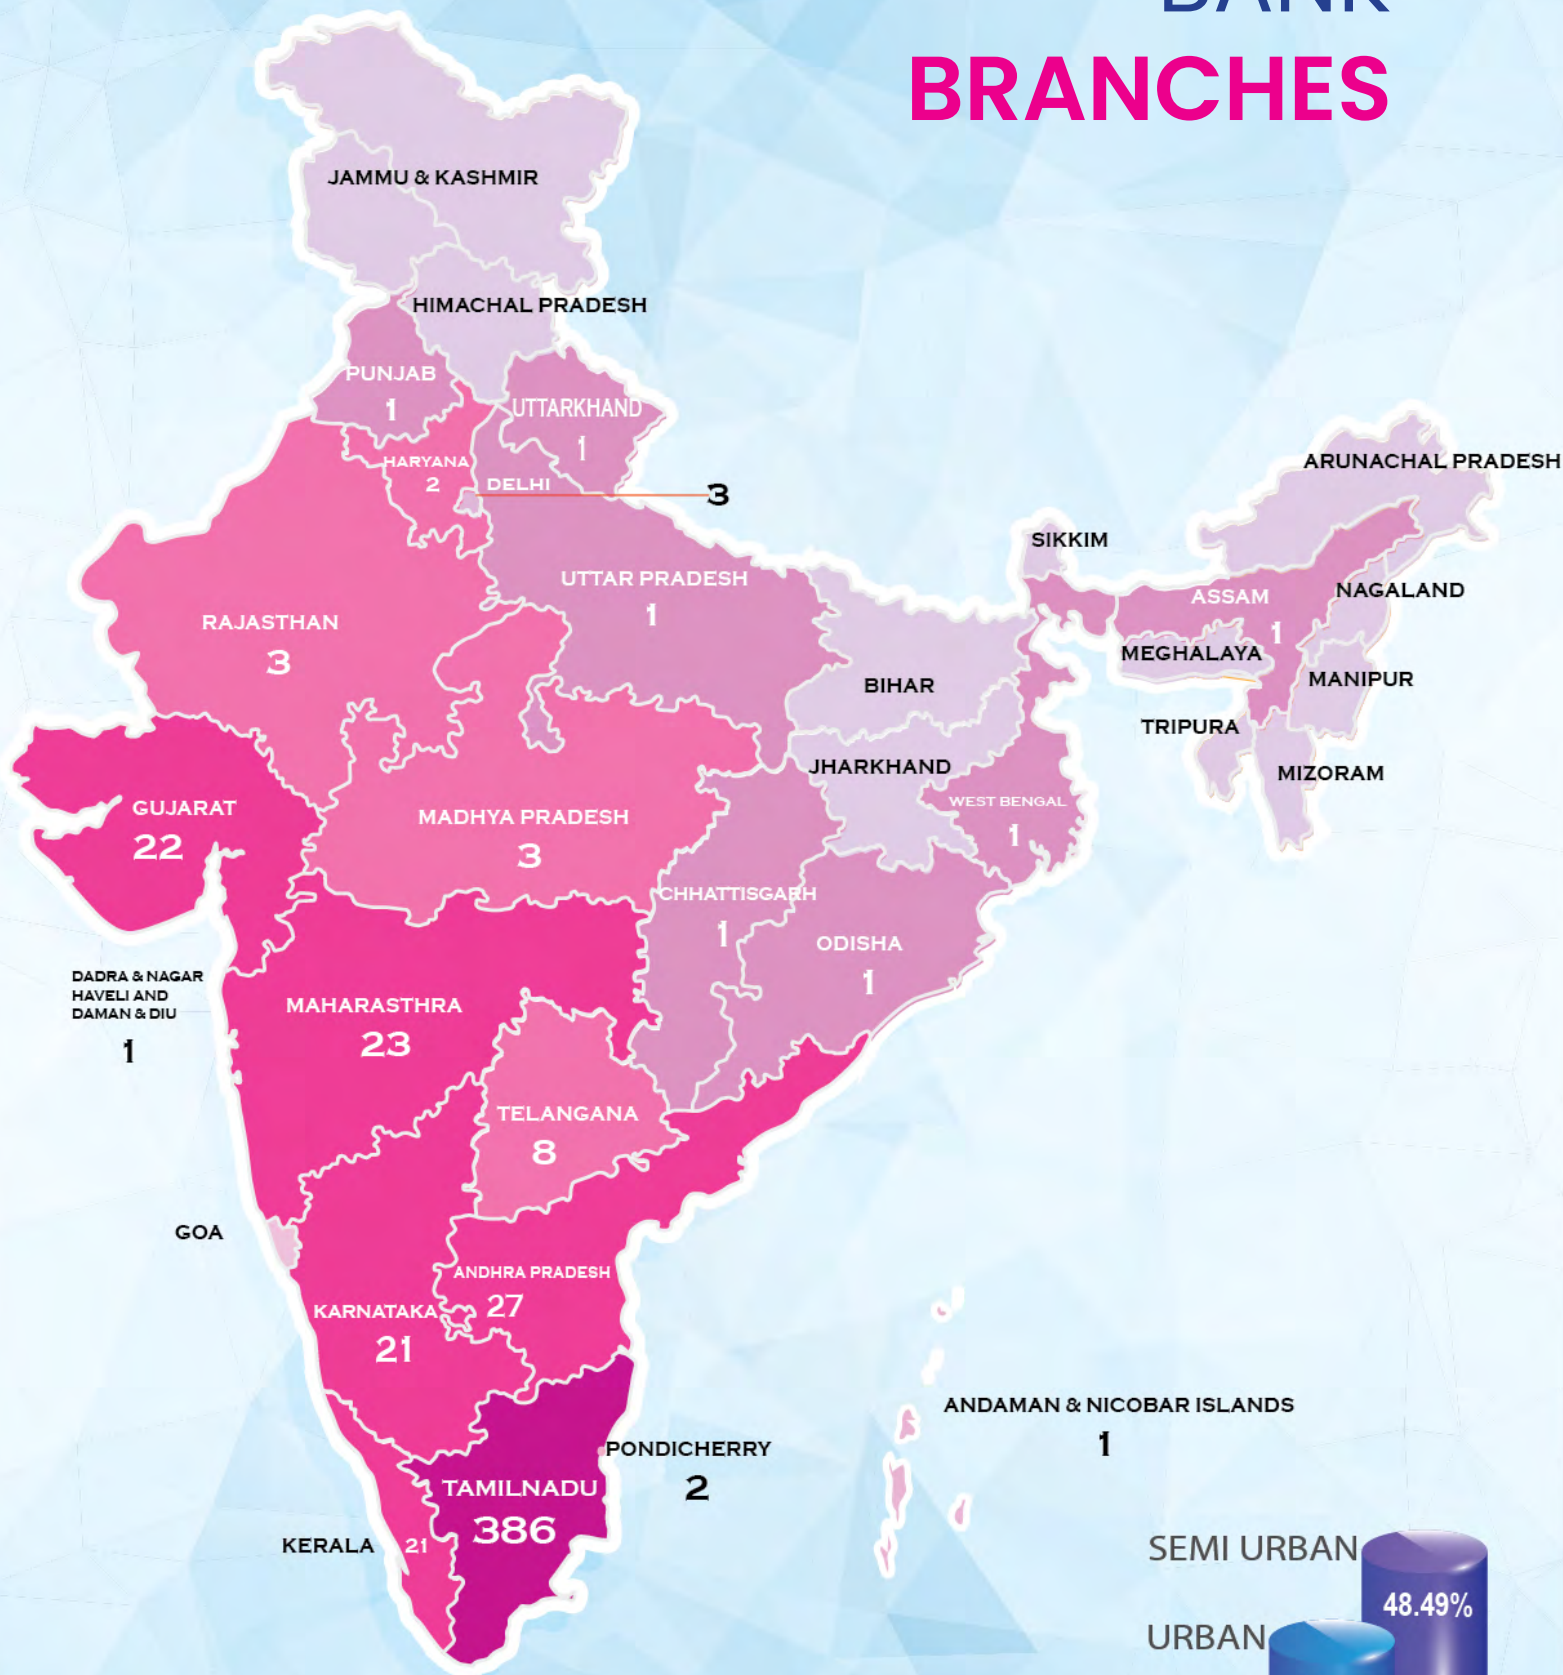 BANK
BRANCHES
JAMMU & KASHMIR
HIMACHAL PRADESH
PUNJAB
1
UTTARKHAND
1
HARYANA
2
DELHI
3
ARUNACHAL PRADESH
SIKKIM
UTTAR PRADESH
1
ASSAM
1
NAGALAND
RAJASTHAN
3
MEGHALAYA
MANIPUR
BIHAR
TRIPURA
JHARKHAND
MIZORAM
WEST BENGAL
1
GUJARAT
22
MADHYA PRADESH
3
CHHATTISGARH
1
ODISHA
1
DADRA & NAGAR
HAVELI AND
DAMAN & DIU
1
MAHARASTHRA
23
TELANGANA
8
GOA
ANDHRA PRADESH
27
KARNATAKA
21
ANDAMAN & NICOBAR ISLANDS
1
PONDICHERRY
2
TAMILNADU
386
KERALA
21
SEMI URBAN
48.49%
URBAN